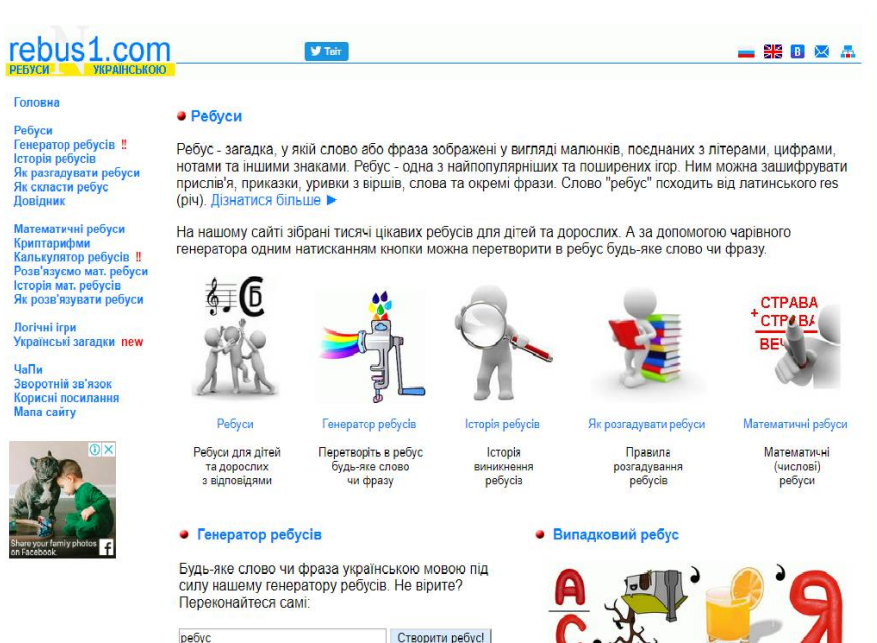 rebus1.com
РЕБУСИ УКРАЇНСЬКОЮ
Твіт
B
Головна
Ребуси
Генератор ребусів !!
Історія ребусів
Як разгадувати ребуси
Як скласти ребус
Довідник
Математичні ребуси
Криптарифми
Калькулятор ребусів !!
Розв'язуємо мат. ребуси
Історія мат. ребусів
Як розв'язувати ребуси
Логічні ігри
Українські загадки new
ЧаПи
Зворотній зв'язок
Корисні посилання
Мапа сайту
Share your family photos
on Facebook.
Ребуси
Ребус - загадка, у якій слово або фраза зображені у вигляді малюнків, поєднаних з літерами, цифрами,
нотами та іншими знаками. Ребус - одна з найпопулярніших та поширених ігор. Ним можна зашифрувати
прислів'я, приказки, уривки з віршів, слова та окремі фрази. Слово "ребус" походить від латинського res
(річ). Дізнатися більше ►
На нашому сайті зібрані тисячі цікавих ребусів для дітей та дорослих. А за допомогою чарівного
генератора одним натисканням кнопки можна перетворити в ребус будь-яке слово чи фразу.
Б
+ СТРАВА
СТРАВА
ВЕЧ
Ребуси
Генератор ребусів
Історія ребусів
Як розгадувати ребуси
Математичні ребуси
Ребуси для дітей
та дорослих
з відповідями
Перетворіть в ребус
будь-яке слово
чи фразу
Історія
виникнення
ребусів
Правила
розгадування
ребусів
Математичні
(числові)
ребуси
Генератор ребусів
Будь-яке слово чи фраза українською мовою під
силу нашему генератору ребусів. Не вірите?
Переконайтеся самі:
ребус
Створити ребус!
Випадковий ребус
А
С
Я